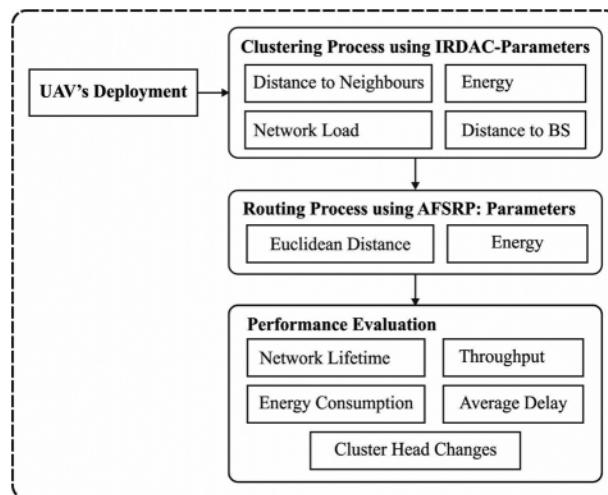 Clustering Process using IRDAC-Parameters
UAV's Deployment
Distance to Neighbours
Energy
Network Load
Distance to BS
Routing Process using AFSRP: Parameters
Euclidean Distance
Energy
Performance Evaluation
Network Lifetime
Throughput
Energy Consumption
Average Delay
Cluster Head Changes